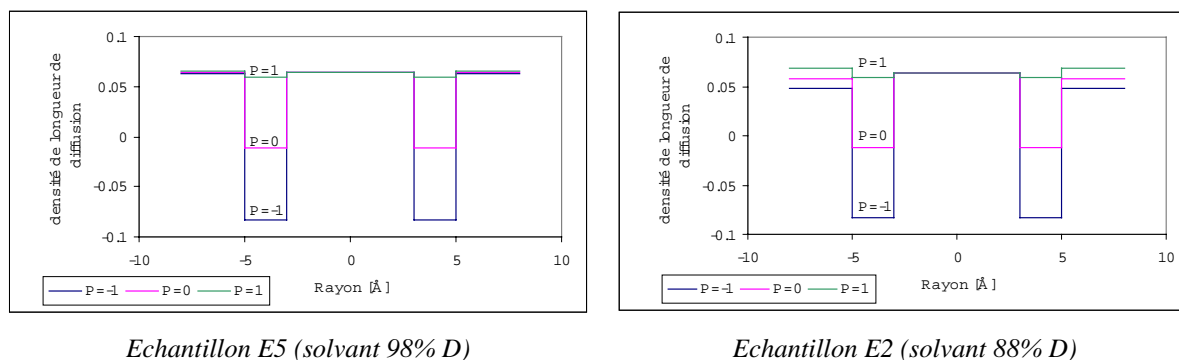 densité de longueur de
diffusion
0.1
0.05
0
-0.05
-0.1
P=1
P=0
P=-1
-10
-5
0
5
10
P=-1 P=0 P=1
Rayon [Å]
Echantillon E5 (solvant 98% D)
densité de longueur de
diffusion
0.1
0.05
0
-0.05
-0.1
P=1
P=0
P=-1
-10
-5
0
5
10
P=-1 P=0 P=1
Rayon [Å]
Echantillon E2 (solvant 88% D)